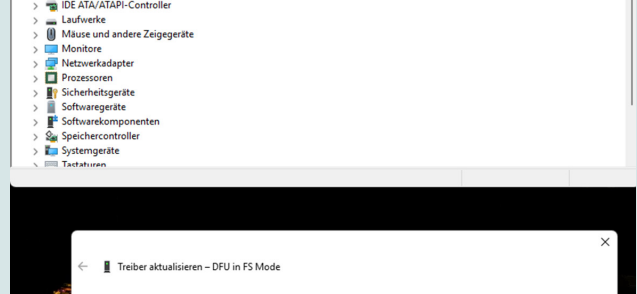 IDE ATA/ATAPI-Controller
Laufwerke
Mäuse und andere Zeigegeräte
Monitore
Netzwerkadapter
Prozessoren
Sicherheitsgeräte
Softwaregeräte
Softwarekomponenten
Speichercontroller
Systemgeräte
Tastaturen
Treiber aktualisieren – DFU in FS Mode